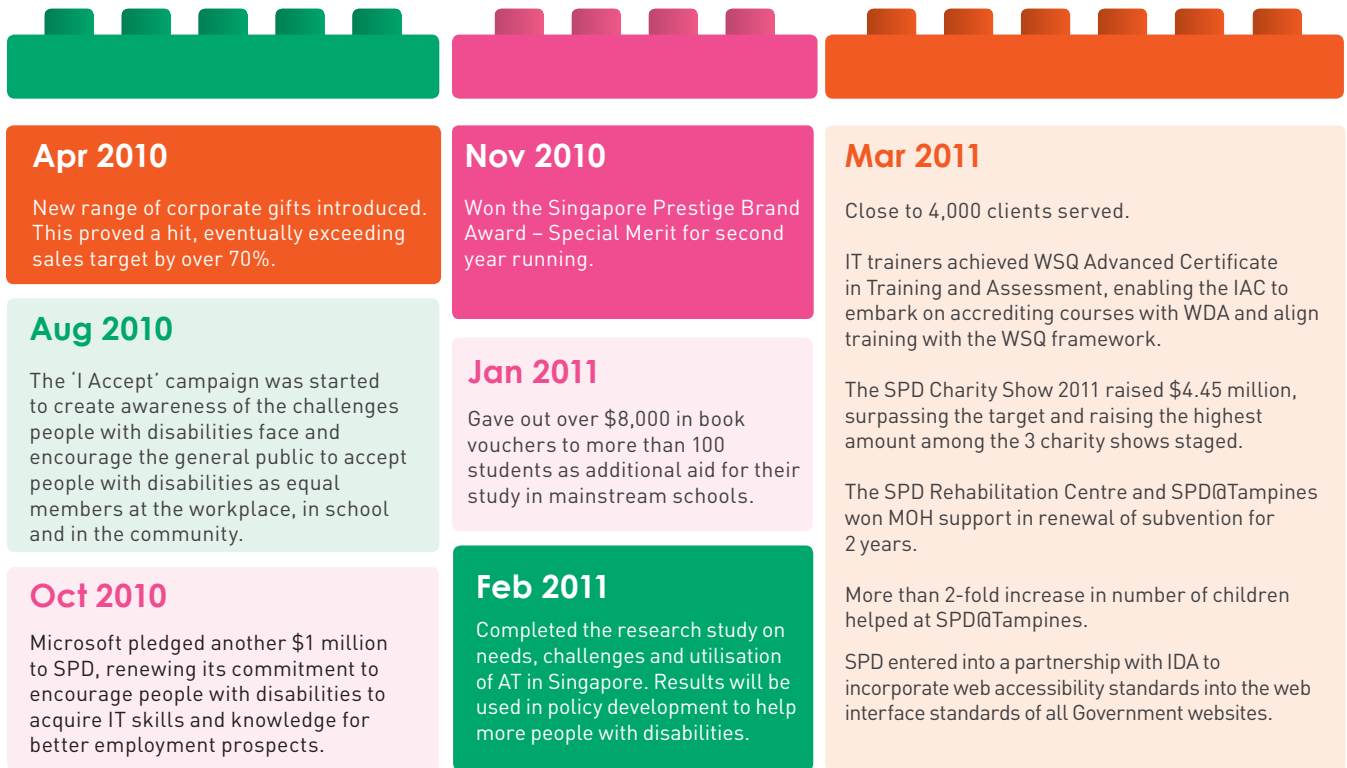 Apr 2010
New range of corporate gifts introduced.
This proved a hit, eventually exceeding
sales target by over 70%.
Aug 2010
The ‘I Accept’ campaign was started
to create awareness of the challenges
people with disabilities face and
encourage the general public to accept
people with disabilities as equal
members at the workplace, in school
and in the community.
Oct 2010
Microsoft pledged another $1 million
to SPD, renewing its commitment to
encourage people with disabilities to
acquire IT skills and knowledge for
better employment prospects.
Nov 2010
Won the Singapore Prestige Brand
Award – Special Merit for second
year running.
Jan 2011
Gave out over $8,000 in book
vouchers to more than 100
students as additional aid for their
study in mainstream schools.
Feb 2011
Completed the research study on
needs, challenges and utilisation
of AT in Singapore. Results will be
used in policy development to help
more people with disabilities.
Mar 2011
Close to 4,000 clients served.
IT trainers achieved WSQ Advanced Certificate
in Training and Assessment, enabling the IAC to
embark on accrediting courses with WDA and align
training with the WSQ framework.
The SPD Charity Show 2011 raised $4.45 million,
surpassing the target and raising the highest
amount among the 3 charity shows staged.
The SPD Rehabilitation Centre and SPD@Tampines
won MOH support in renewal of subvention for
2 years.
More than 2-fold increase in number of children
helped at SPD@Tampines.
SPD entered into a partnership with IDA to
incorporate web accessibility standards into the web
interface standards of all Government websites.